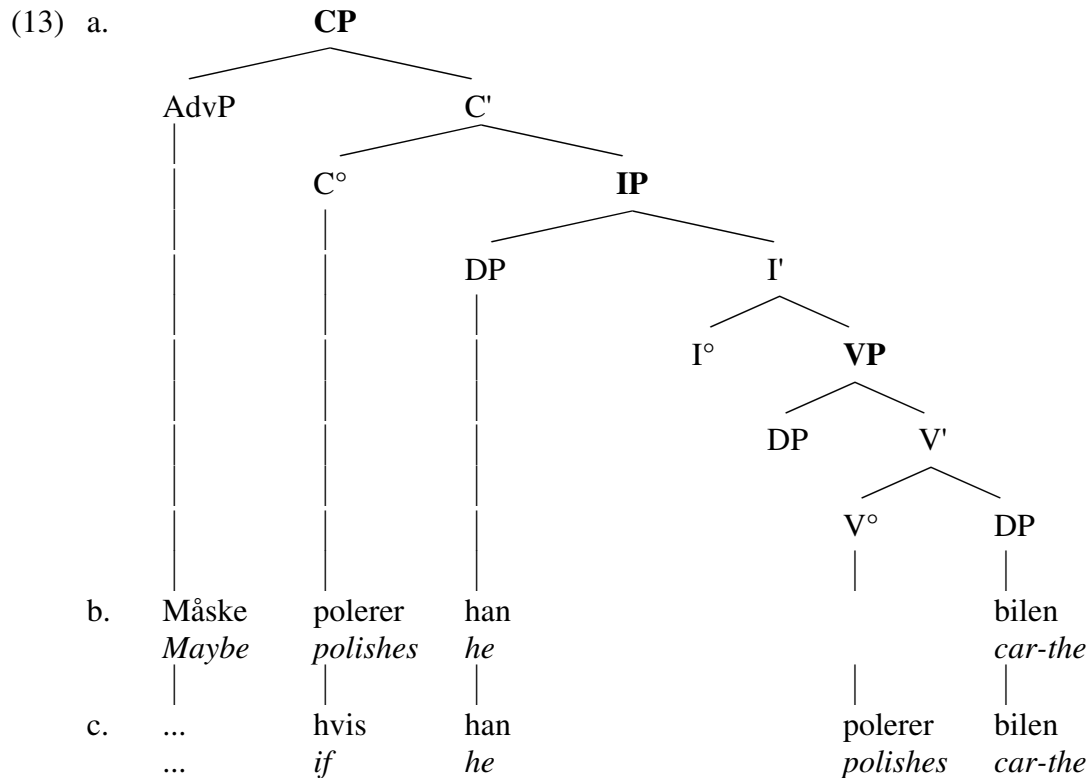 (13) a. CP
AdvP C'
C° IP
DP I'
I° VP
DP V'
V° DP
b. Måske polerer han bilen
Maybe polishes he car-the
c. ... hvis han polerer bilen
... if he polishes car-the